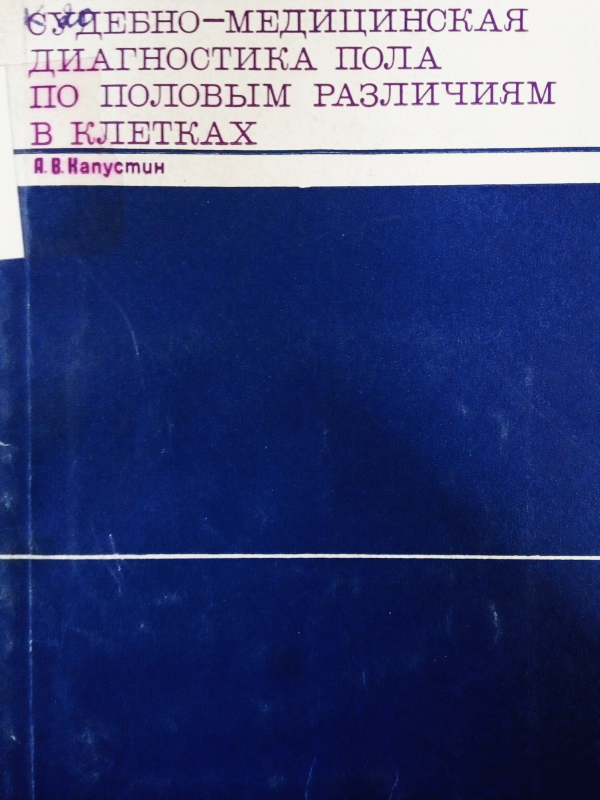 СУДЕБНО-МЕДИЦИНСКАЯ
ДИАГНОСТИКА ПОЛА
ПО ПОЛОВЫМ РАЗЛИЧИЯМ
В КЛЕТКАХ
А.В.Капустин